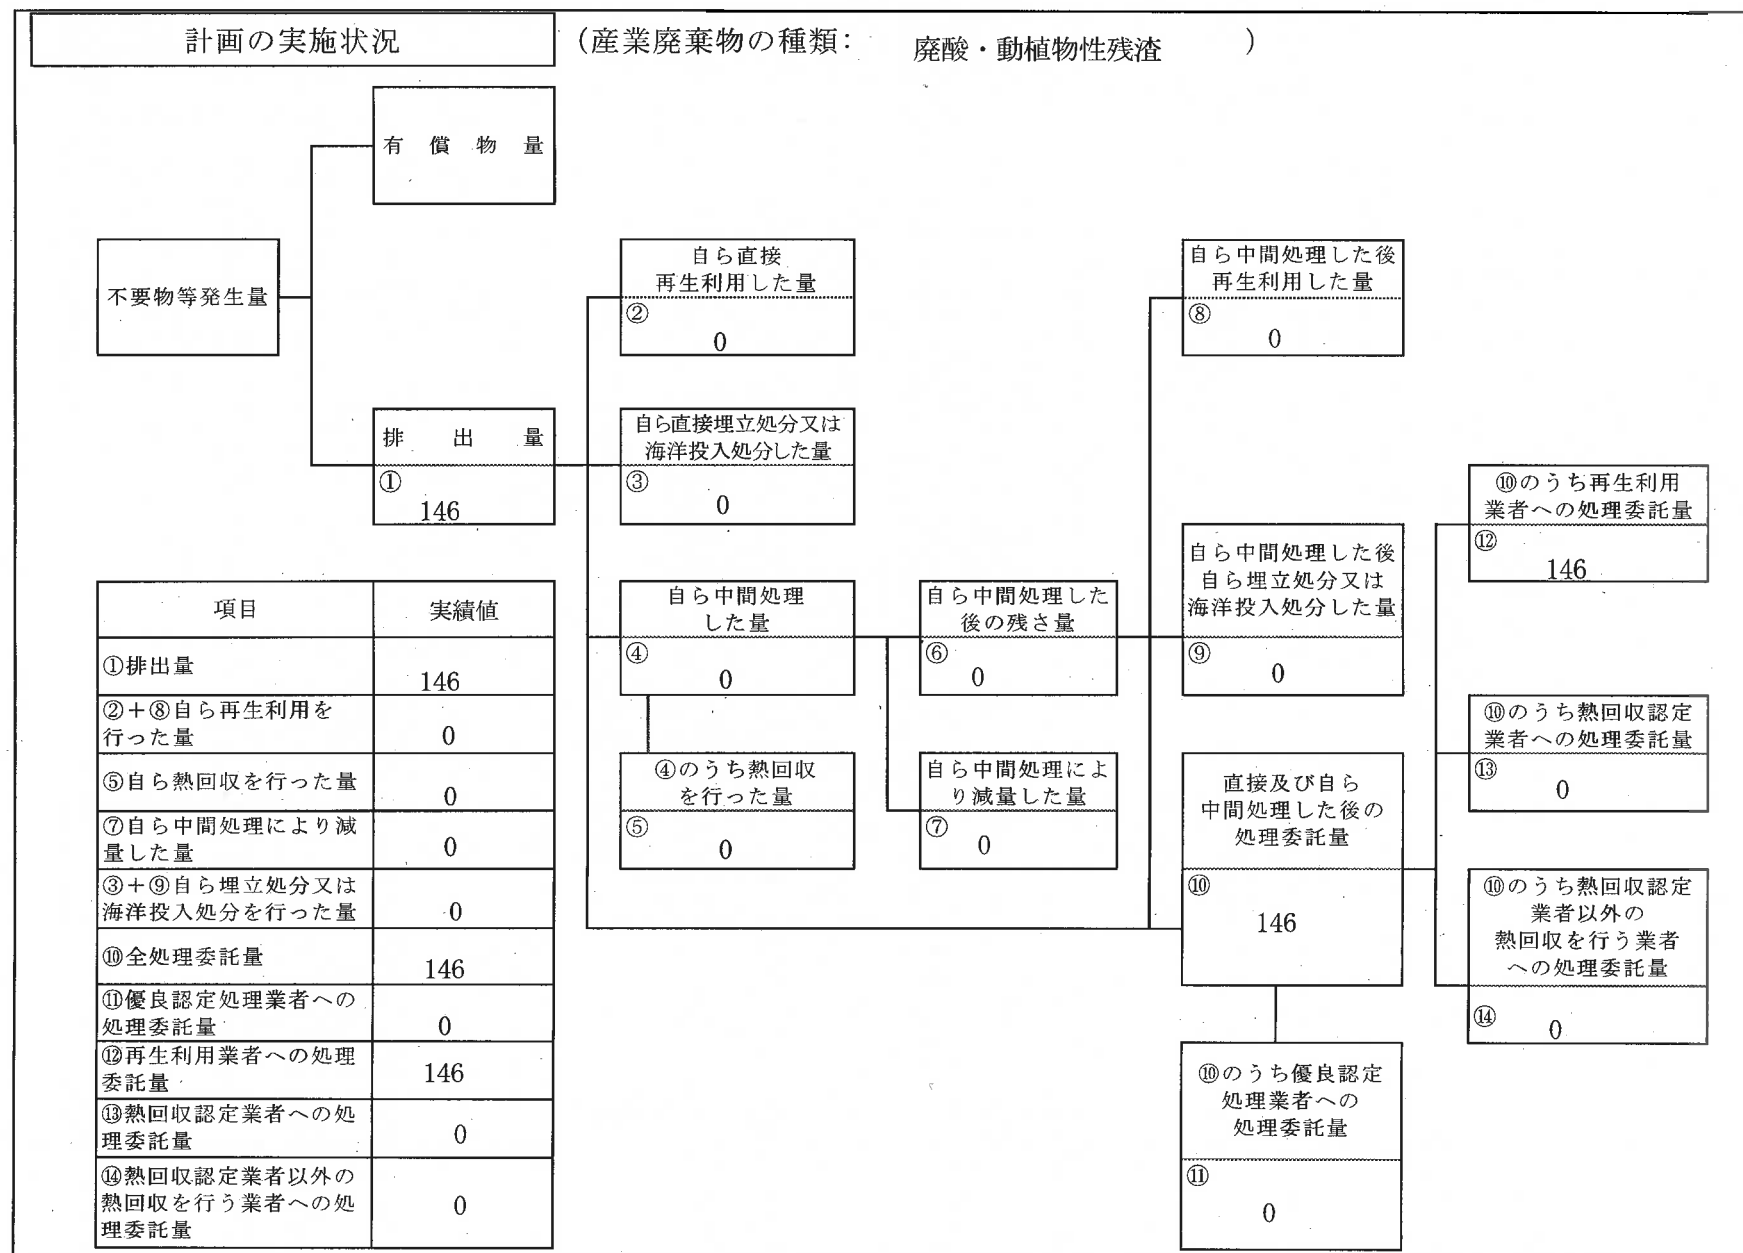 計画の実施状況
(産業廃棄物の種類: 廃酸・動植物性残渣 )
有償物量
不要物等発生量
排出量
①
146
自ら直接
再生利用した量
②
0
自ら直接埋立処分又は
海洋投入処分した量
③
0
自ら中間処理
した量
④
0
④のうち熱回収
を行った量
⑤
0
自ら中間処理した
後の残さ量
⑥
0
自ら中間処理によ
り減量した量
⑦
0
自ら中間処理した後
再生利用した量
⑧
0
自ら中間処理した後
自ら埋立処分又は
海洋投入処分した量
⑨
0
直接及び自ら
中間処理した後の
処理委託量
⑩
146
⑩のうち優良認定
処理業者への
処理委託量
⑪
0
⑩のうち再生利用
業者への処理委託量
⑫
146
⑩のうち熱回収認定
業者への処理委託量
⑬
0
⑩のうち熱回収認定
業者以外の
熱回収を行う業者
への処理委託量
⑭
0
項目 実績値
①排出量 146
②+⑧自ら再生利用を
行った量 0
⑤自ら熱回収を行った量 0
⑦自ら中間処理により減
量した量 0
③+⑨自ら埋立処分又は
海洋投入処分を行った量 0
⑩全処理委託量 146
⑪優良認定処理業者への
処理委託量 0
⑫再生利用業者への処理
委託量 146
⑬熱回収認定業者への処
理委託量 0
⑭熱回収認定業者以外の
熱回収を行う業者への処
理委託量 0